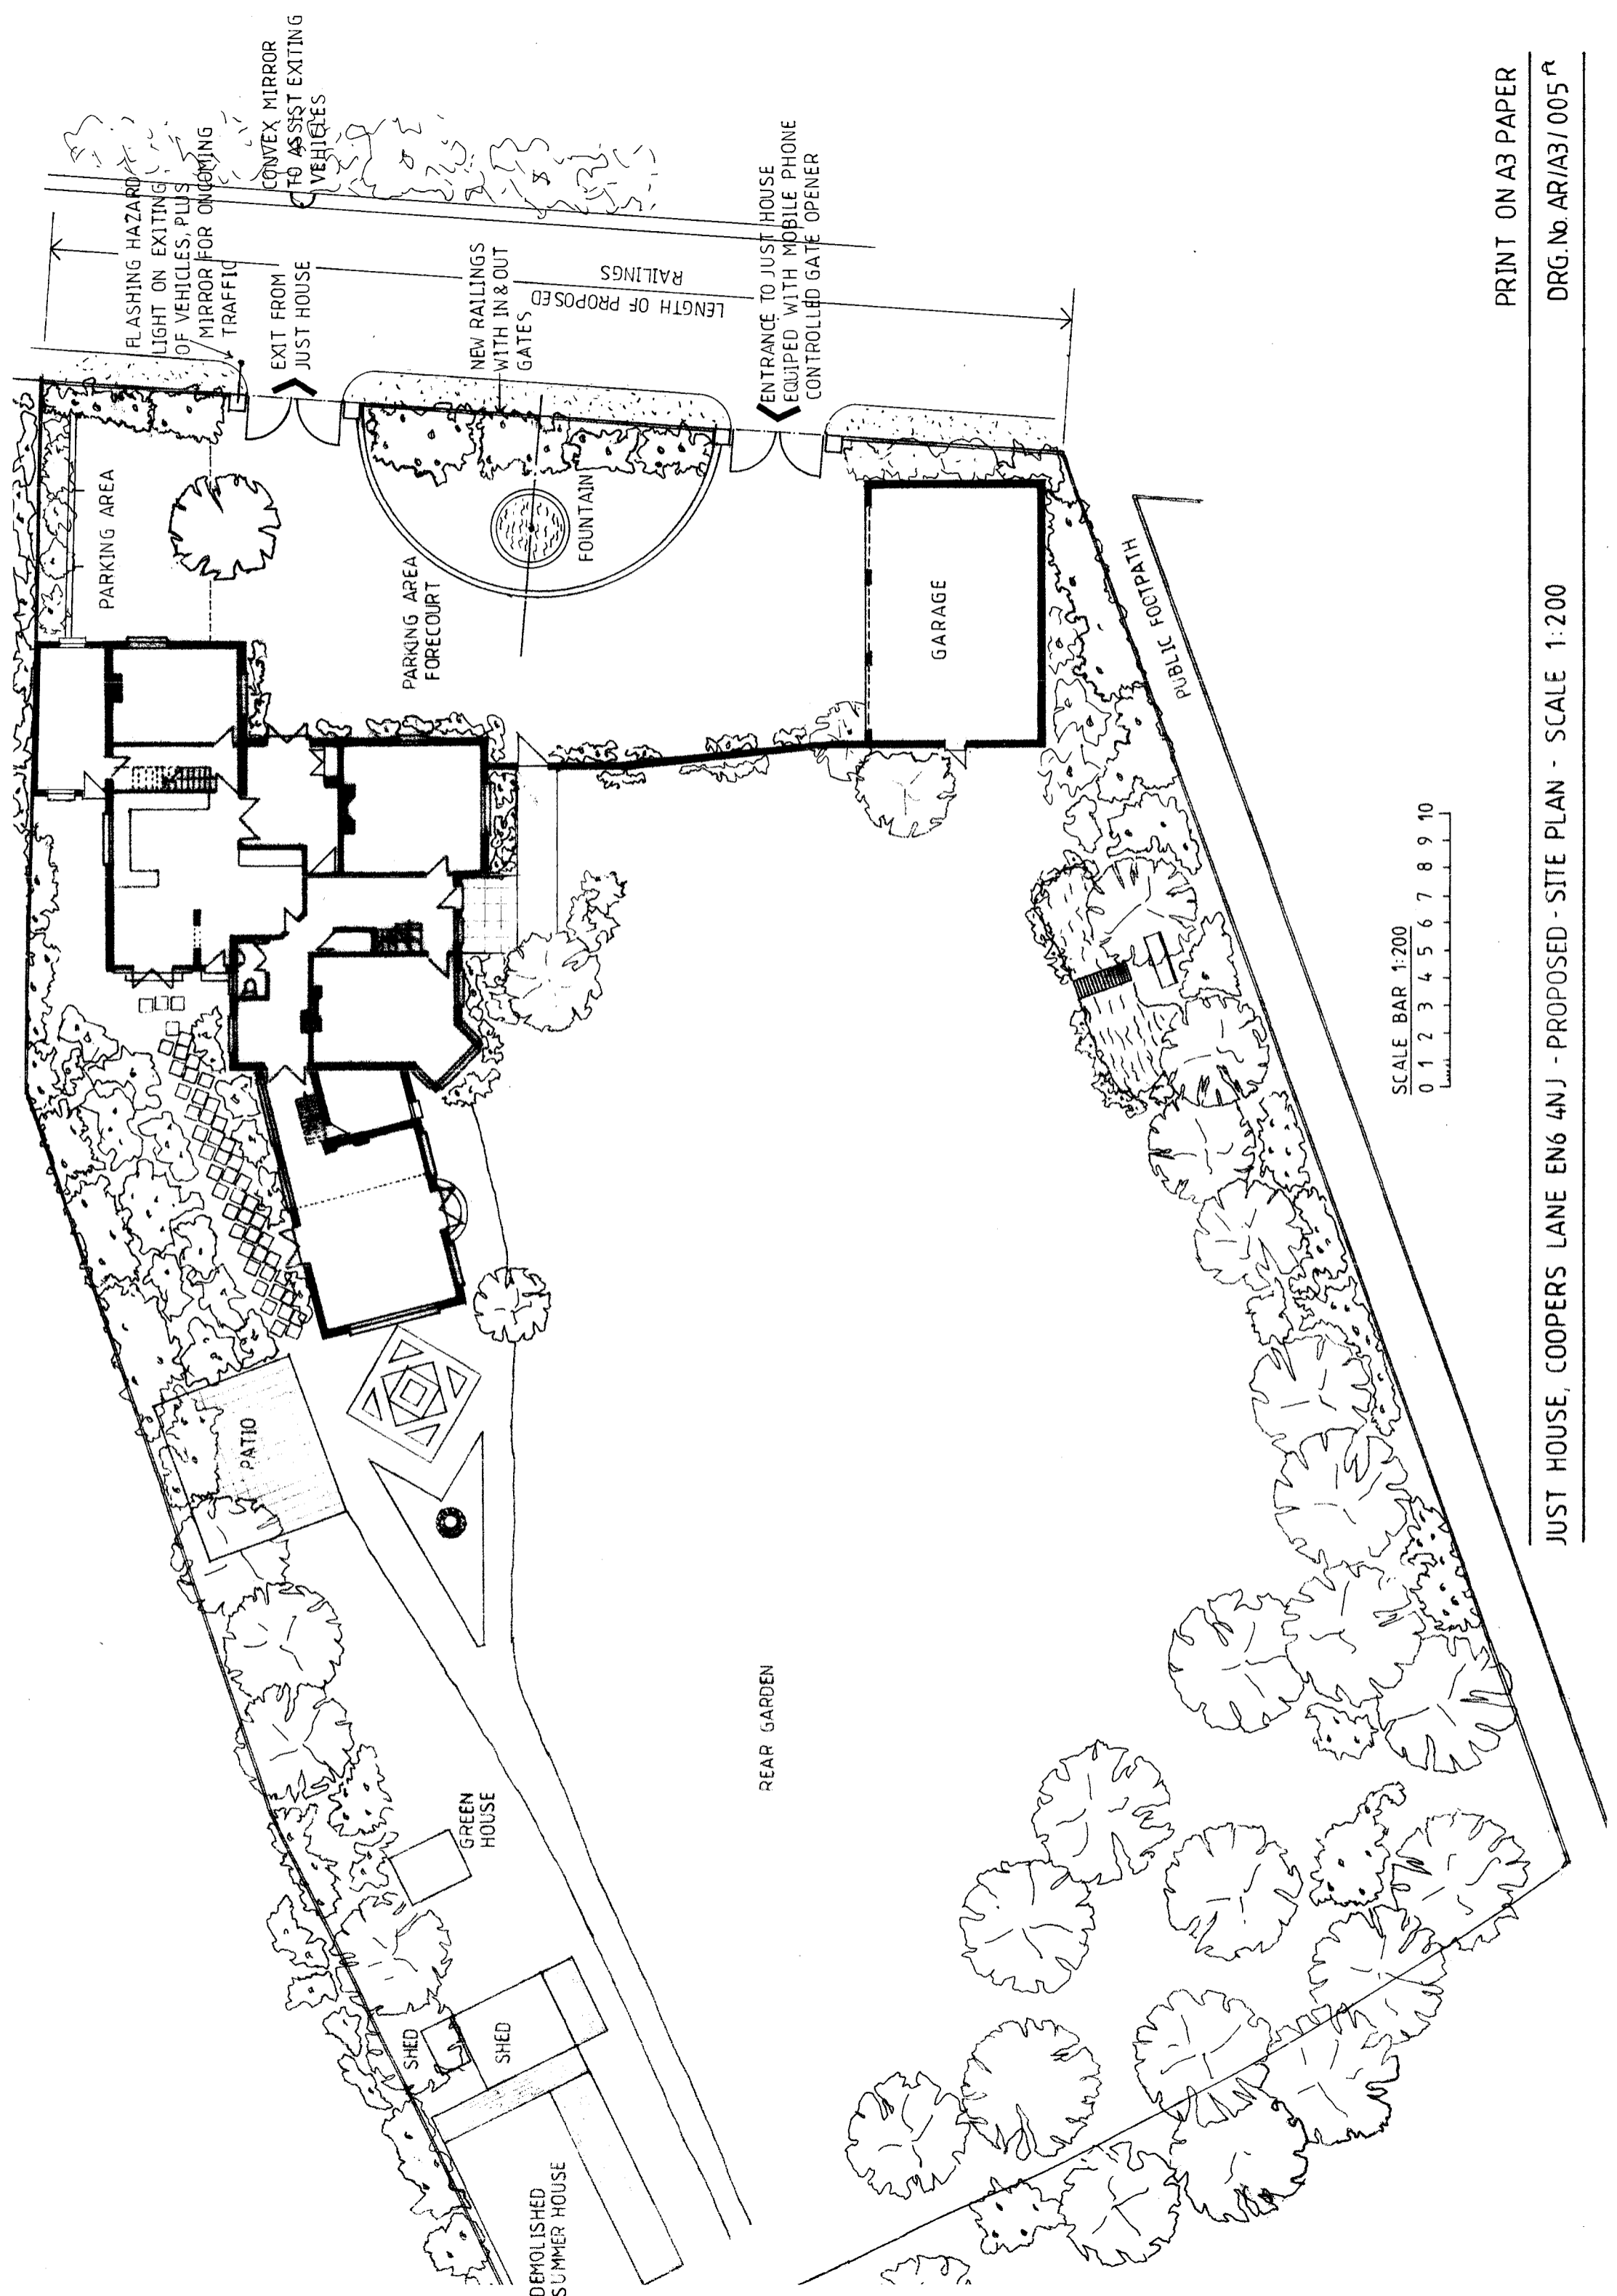 FLASHING HAZARD
LIGHT ON EXITING
OF VEHICLES, PLUS
MIRROR FOR ONCOMING
TRAFFIC
CONVEX MIRROR
TO ASSIST EXITING
VEHICLES
EXIT FROM
JUST HOUSE
LENGTH OF PROPOSED
RAILINGS
NEW RAILINGS
WITH IN & OUT
GATES
ENTRANCE TO JUST HOUSE
EQUIPED WITH MOBILE PHONE
CONTROLLED GATE OPENER
PARKING AREA
PARKING AREA
FORECOURT
FOUNTAIN
GARAGE
PUBLIC FOOTPATH
PATIO
GREEN
HOUSE
SHED
SHED
DEMOLISHED
SUMMER HOUSE
REAR GARDEN
SCALE BAR 1:200
0 1 2 3 4 5 6 7 8 9 10
PRINT ON A3 PAPER
JUST HOUSE, COOPERS LANE EN6 4NJ - PROPOSED - SITE PLAN - SCALE 1:200
DRG. No. AR/A3/005 A